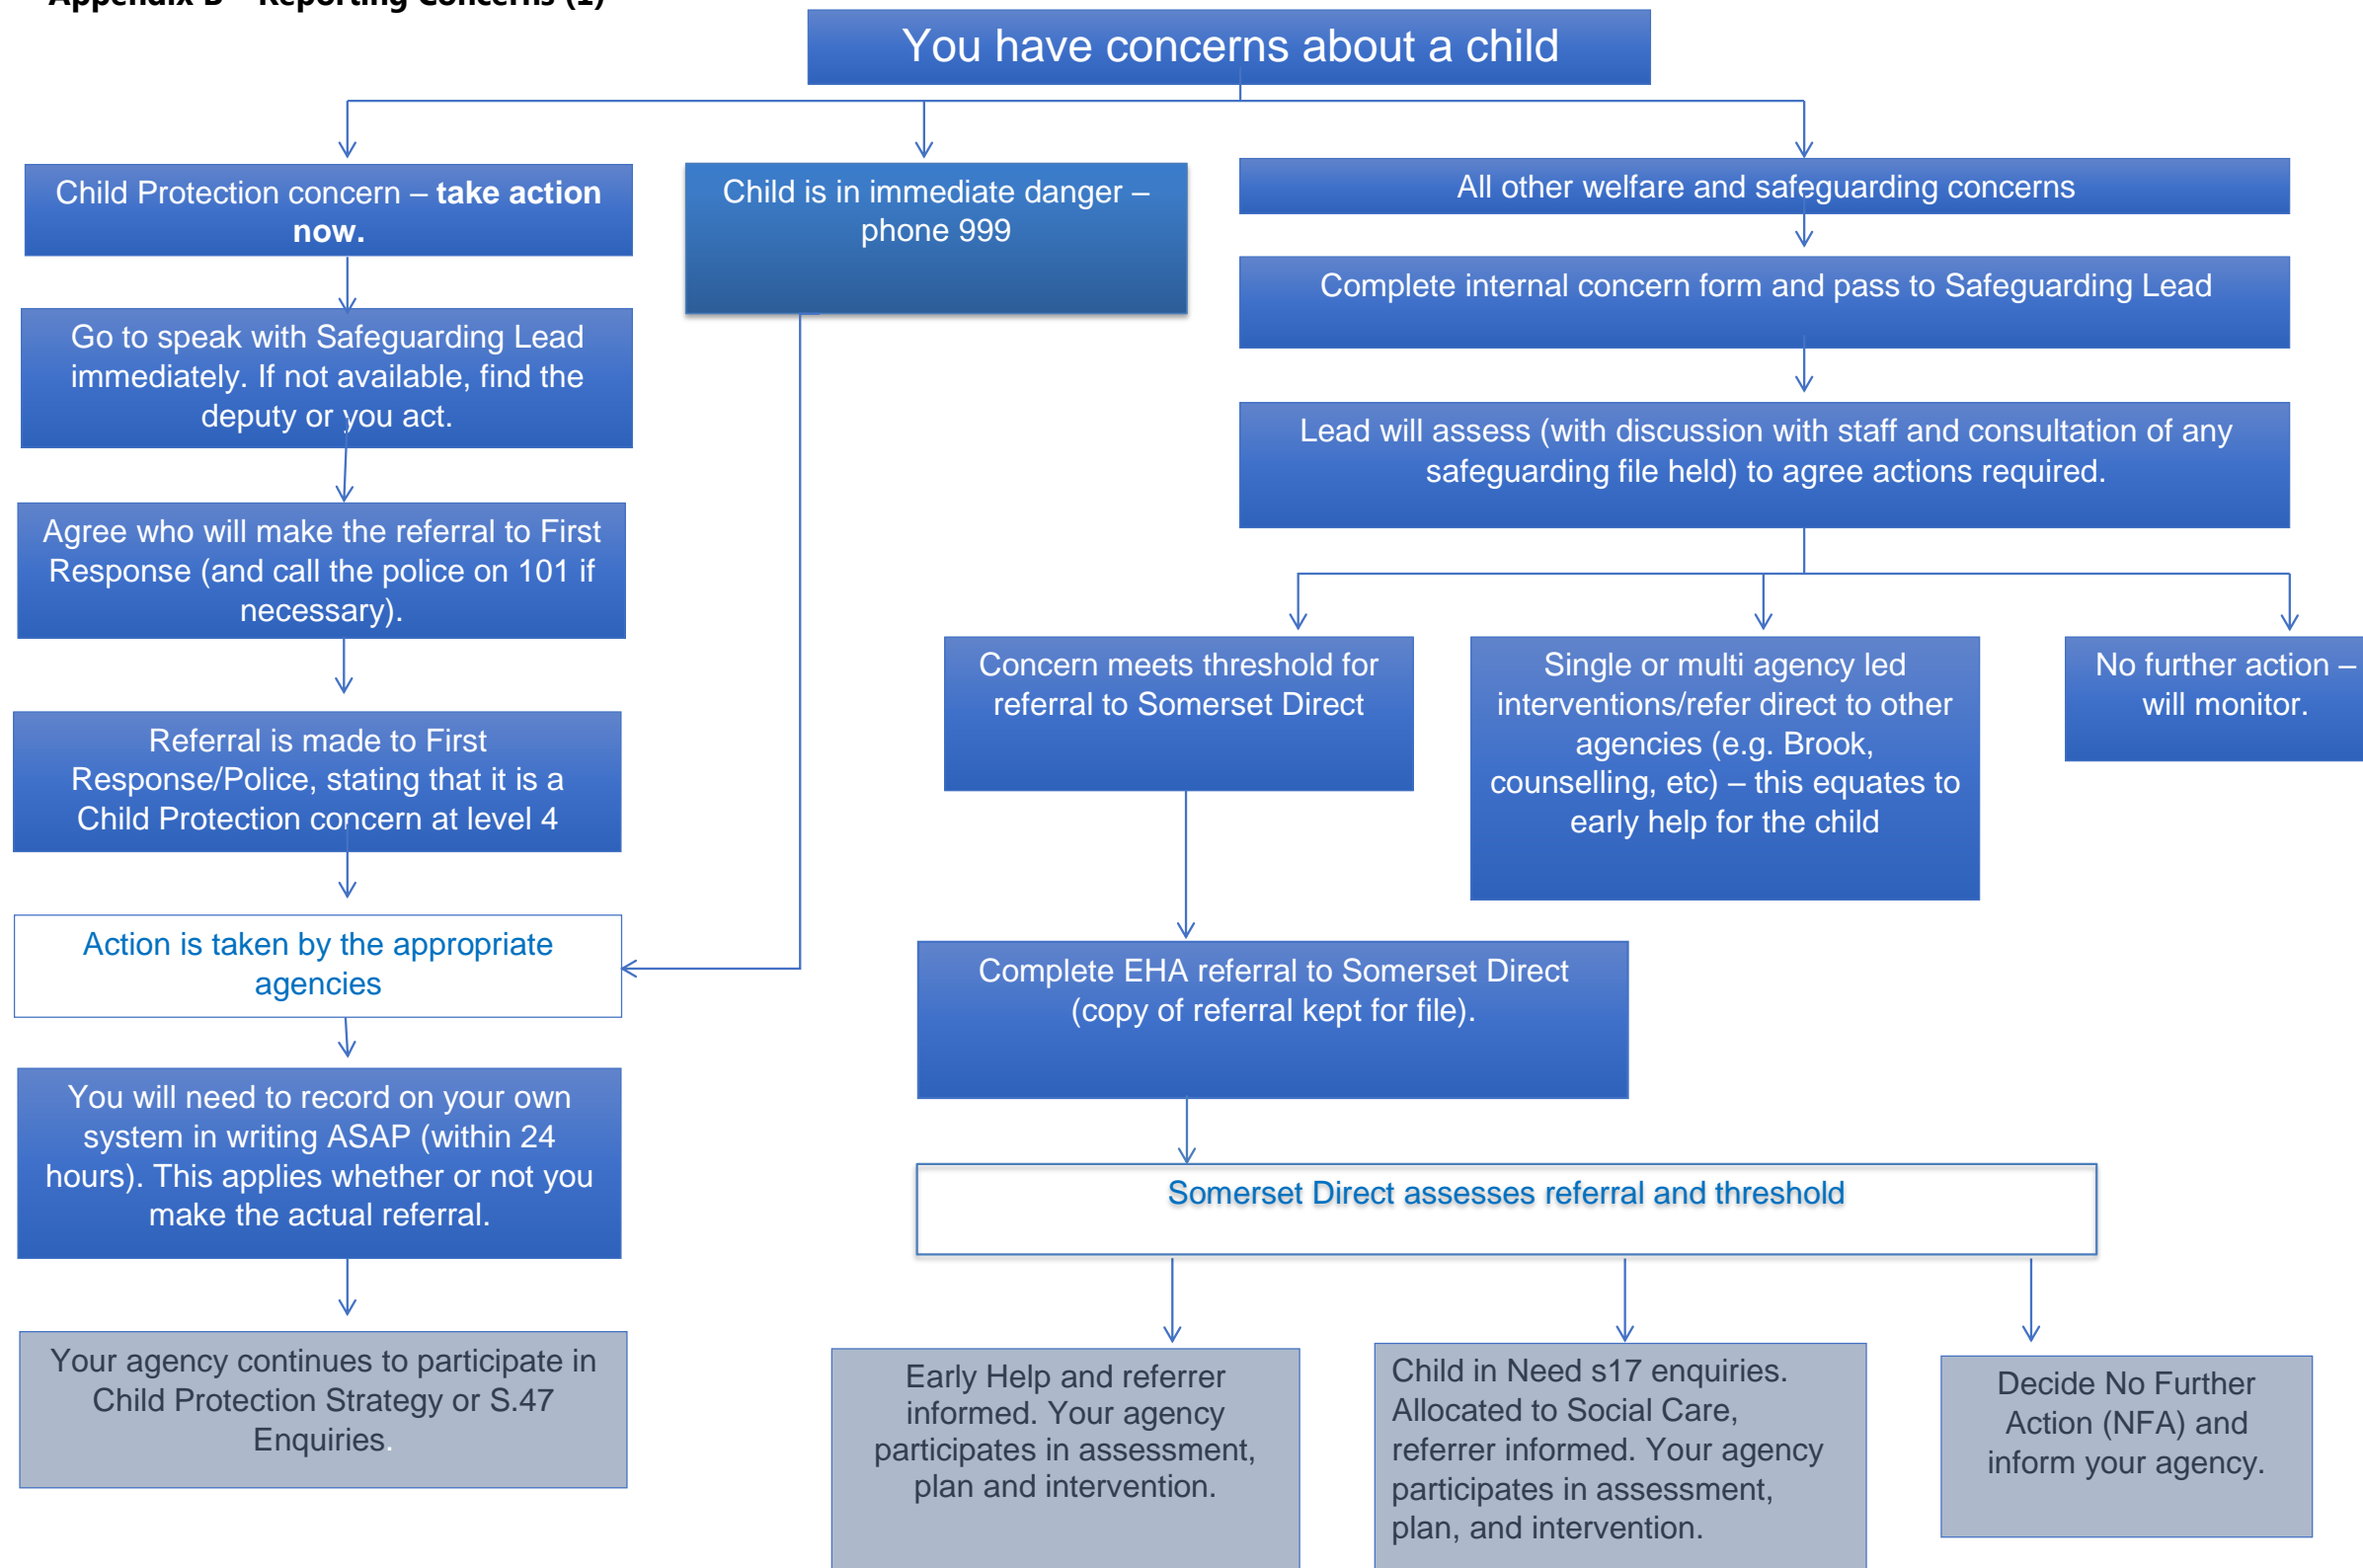 Appendix B – Reporting Concerns (1)
You have concerns about a child
Child Protection concern – take action
now.
Child is in immediate danger –
phone 999
All other welfare and safeguarding concerns
Go to speak with Safeguarding Lead
immediately. If not available, find the
deputy or you act.
Complete internal concern form and pass to Safeguarding Lead
Lead will assess (with discussion with staff and consultation of any
safeguarding file held) to agree actions required.
Agree who will make the referral to First
Response (and call the police on 101 if
necessary).
Concern meets threshold for
referral to Somerset Direct
Single or multi agency led
interventions/refer direct to other
agencies (e.g. Brook,
counselling, etc) – this equates to
early help for the child
No further action –
will monitor.
Referral is made to First
Response/Police, stating that it is a
Child Protection concern at level 4
Action is taken by the appropriate
agencies
Complete EHA referral to Somerset Direct
(copy of referral kept for file).
You will need to record on your own
system in writing ASAP (within 24
hours). This applies whether or not you
make the actual referral.
Somerset Direct assesses referral and threshold
Your agency continues to participate in
Child Protection Strategy or S.47
Enquiries.
Early Help and referrer
informed. Your agency
participates in assessment,
plan and intervention.
Child in Need s17 enquiries.
Allocated to Social Care,
referrer informed. Your agency
participates in assessment,
plan, and intervention.
Decide No Further
Action (NFA) and
inform your agency.